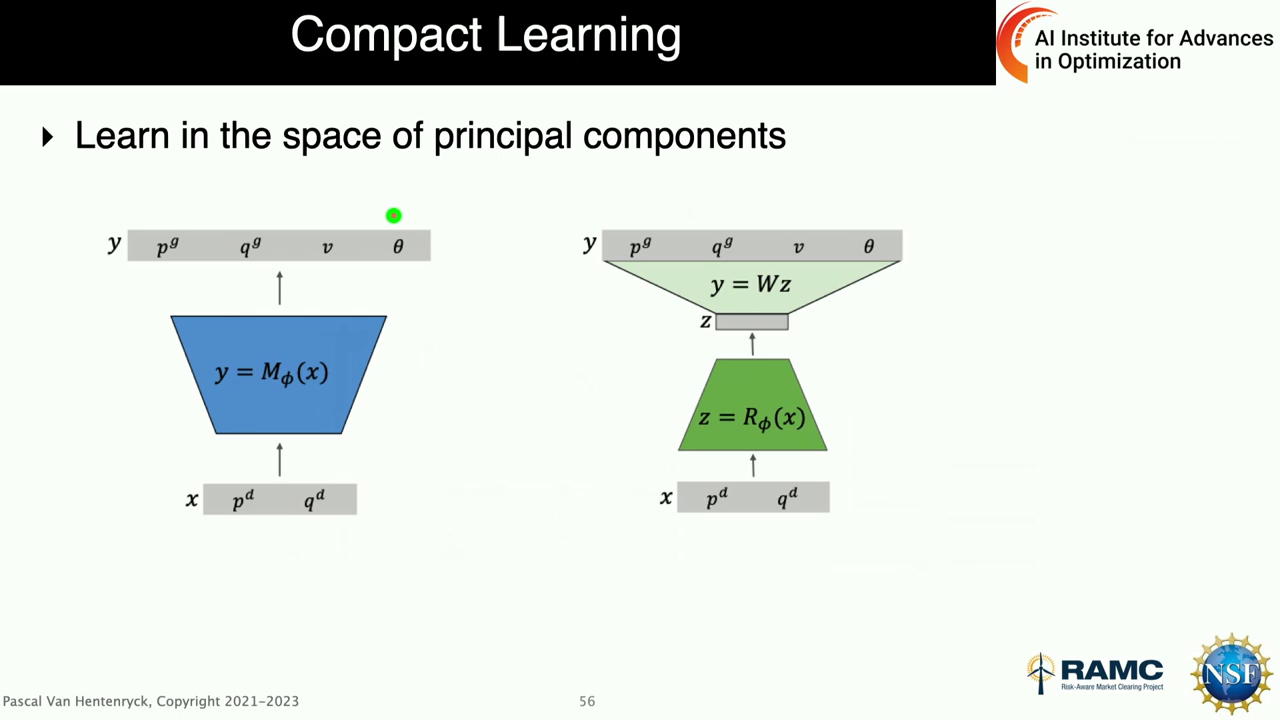 Compact Learning
AI Institute for Advances
in Optimization
▸ Learn in the space of principal components
y p^g q^g v θ
y = M_ϕ(x)
x p^d q^d
y p^g q^g v θ
y = Wz
z
z = R_ϕ(x)
x p^d q^d
RAMC
Risk-Aware Market Clearing Project
NSF
Pascal Van Hentenryck, Copyright 2021-2023
56